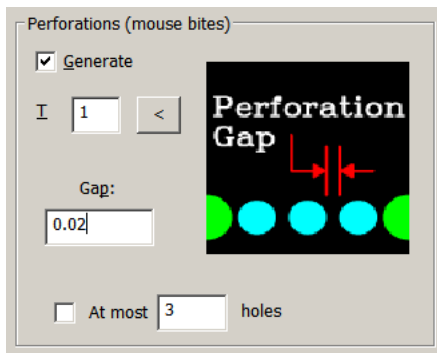 Perforations (mouse bites)
Generate
T 1 <
Perforation
Gap
Gap:
0.02
At most 3 holes